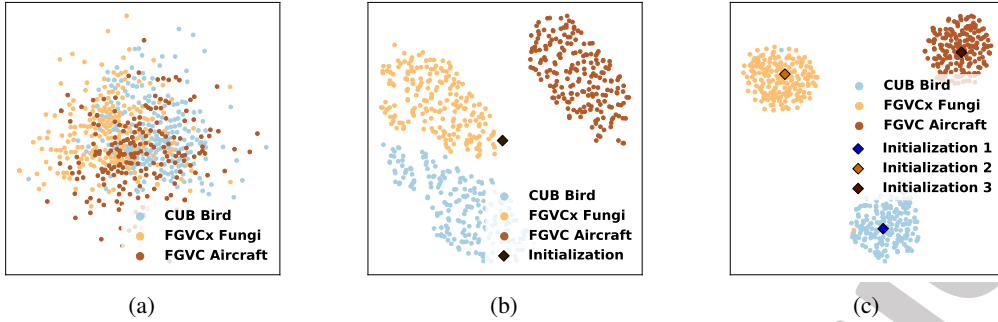 CUB Bird
FGVCx Fungi
FGVC Aircraft
(a)
CUB Bird
FGVCx Fungi
FGVC Aircraft
Initialization
(b)
CUB Bird
FGVCx Fungi
FGVC Aircraft
Initialization 1
Initialization 2
Initialization 3
(c)